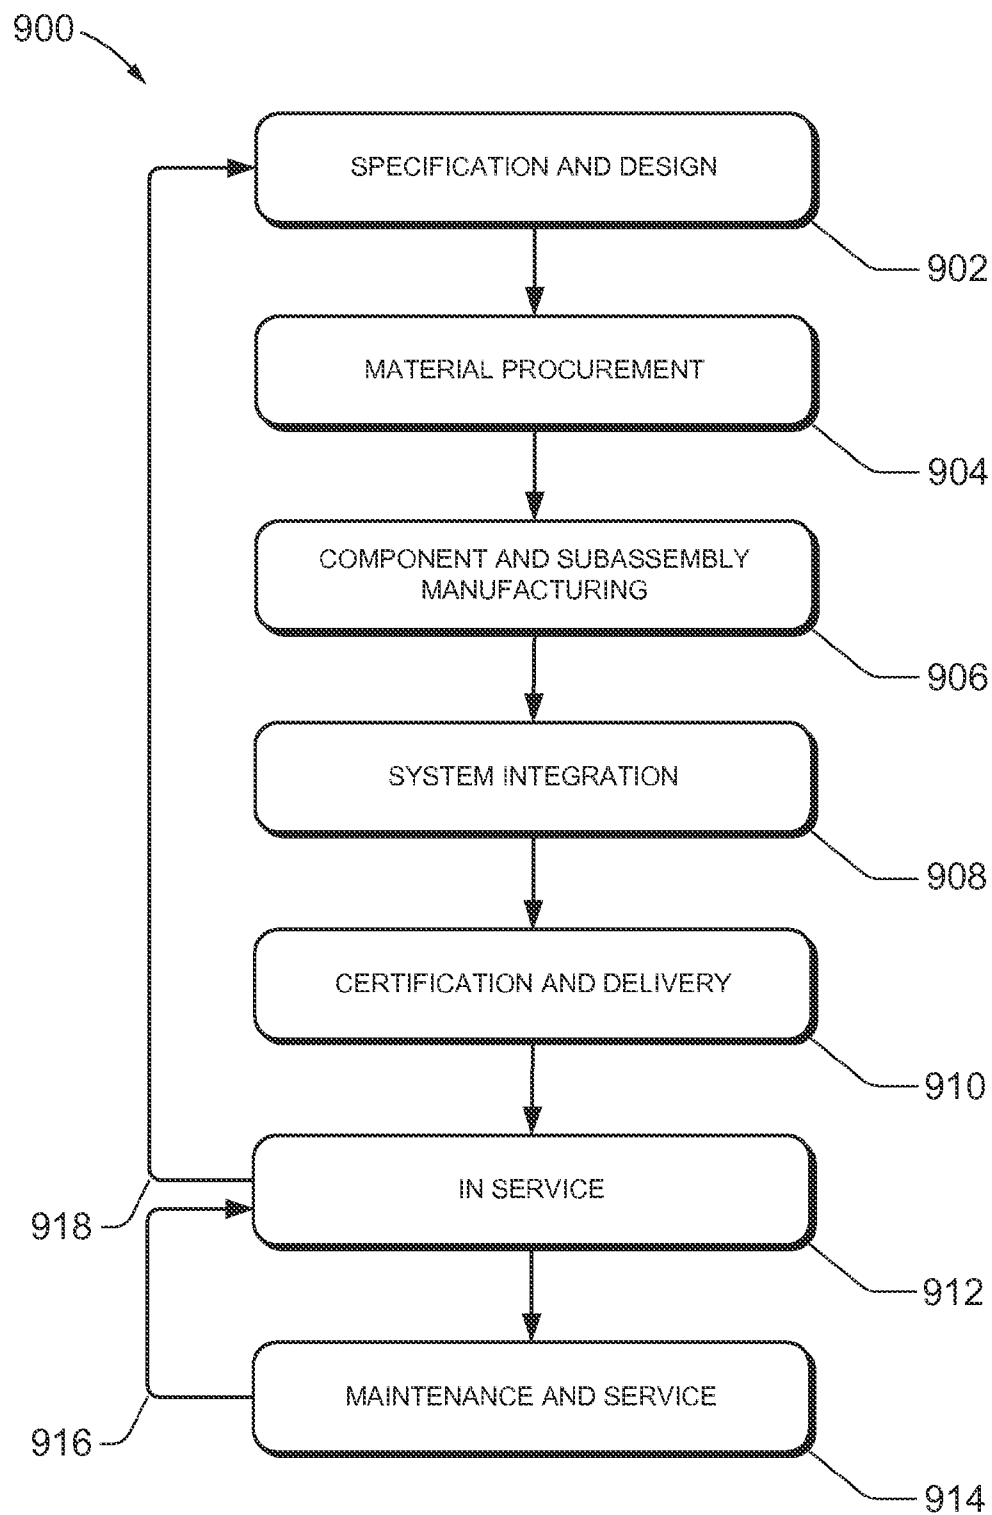 900
SPECIFICATION AND DESIGN
902
MATERIAL PROCUREMENT
904
COMPONENT AND SUBASSEMBLY
MANUFACTURING
906
SYSTEM INTEGRATION
908
CERTIFICATION AND DELIVERY
910
IN SERVICE
918
912
MAINTENANCE AND SERVICE
916
914